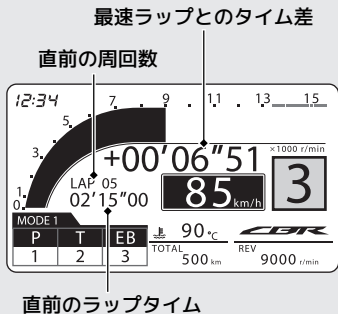 最速ラップとのタイム差
直前の周回数
12:34
7 9 11 13 15
5
3
1
0
+00'06"51
×1000 r/min
LAP 05
02'15"00
85 km/h
3
MODE 1
P T EB
1 2 3
90 ℃
CBR
TOTAL
500 km
REV
9000 r/min
直前のラップタイム